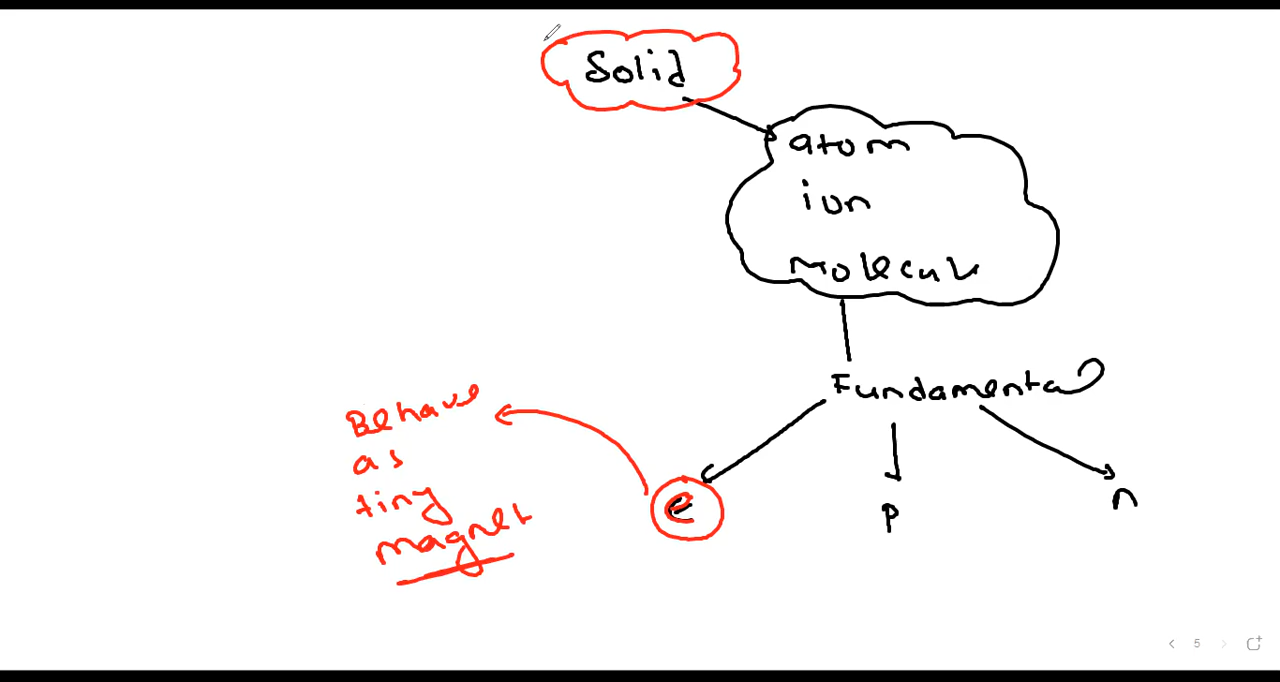 Solid
atom
ion
Molecule
Fundamental
Behave
as
tiny
magnet
e
P
n
5